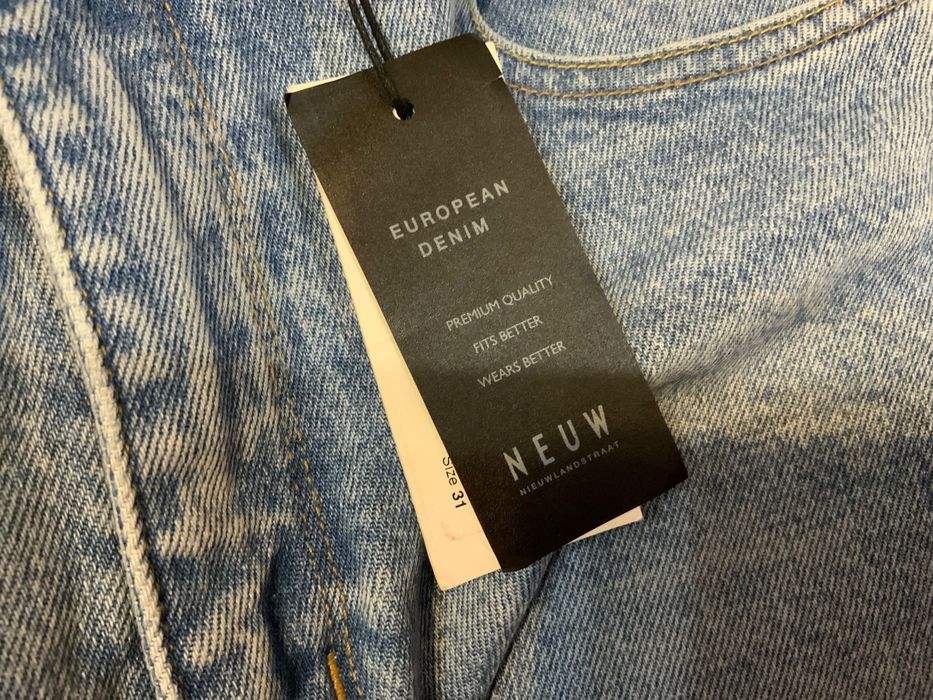 EUROPEAN
DENIM
PREMIUM QUALITY
FITS BETTER
WEARS BETTER
NEUW
NIEUWLANDSTRAAT
Size 31